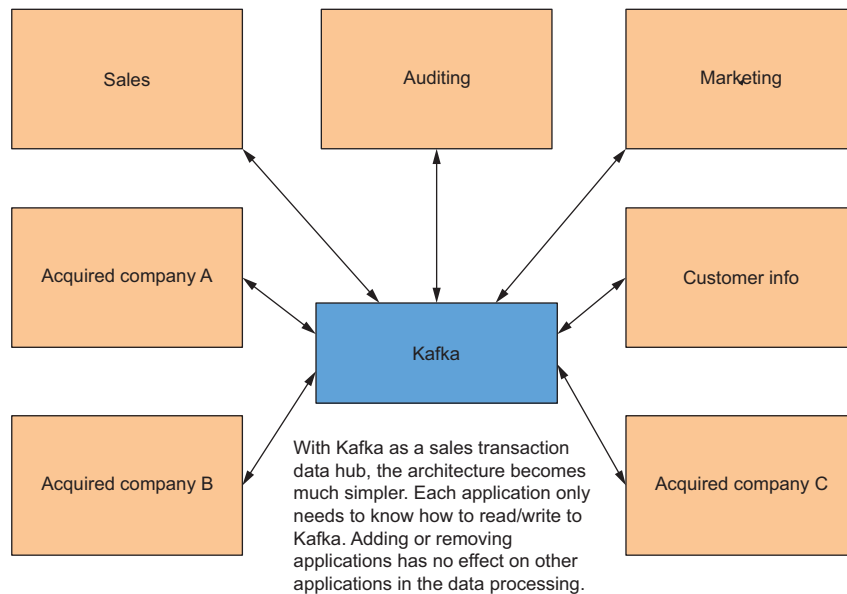 Sales
Auditing
Marketing
Acquired company A
Customer info
Kafka
Acquired company B
Acquired company C
With Kafka as a sales transaction
data hub, the architecture becomes
much simpler. Each application only
needs to know how to read/write to
Kafka. Adding or removing
applications has no effect on other
applications in the data processing.